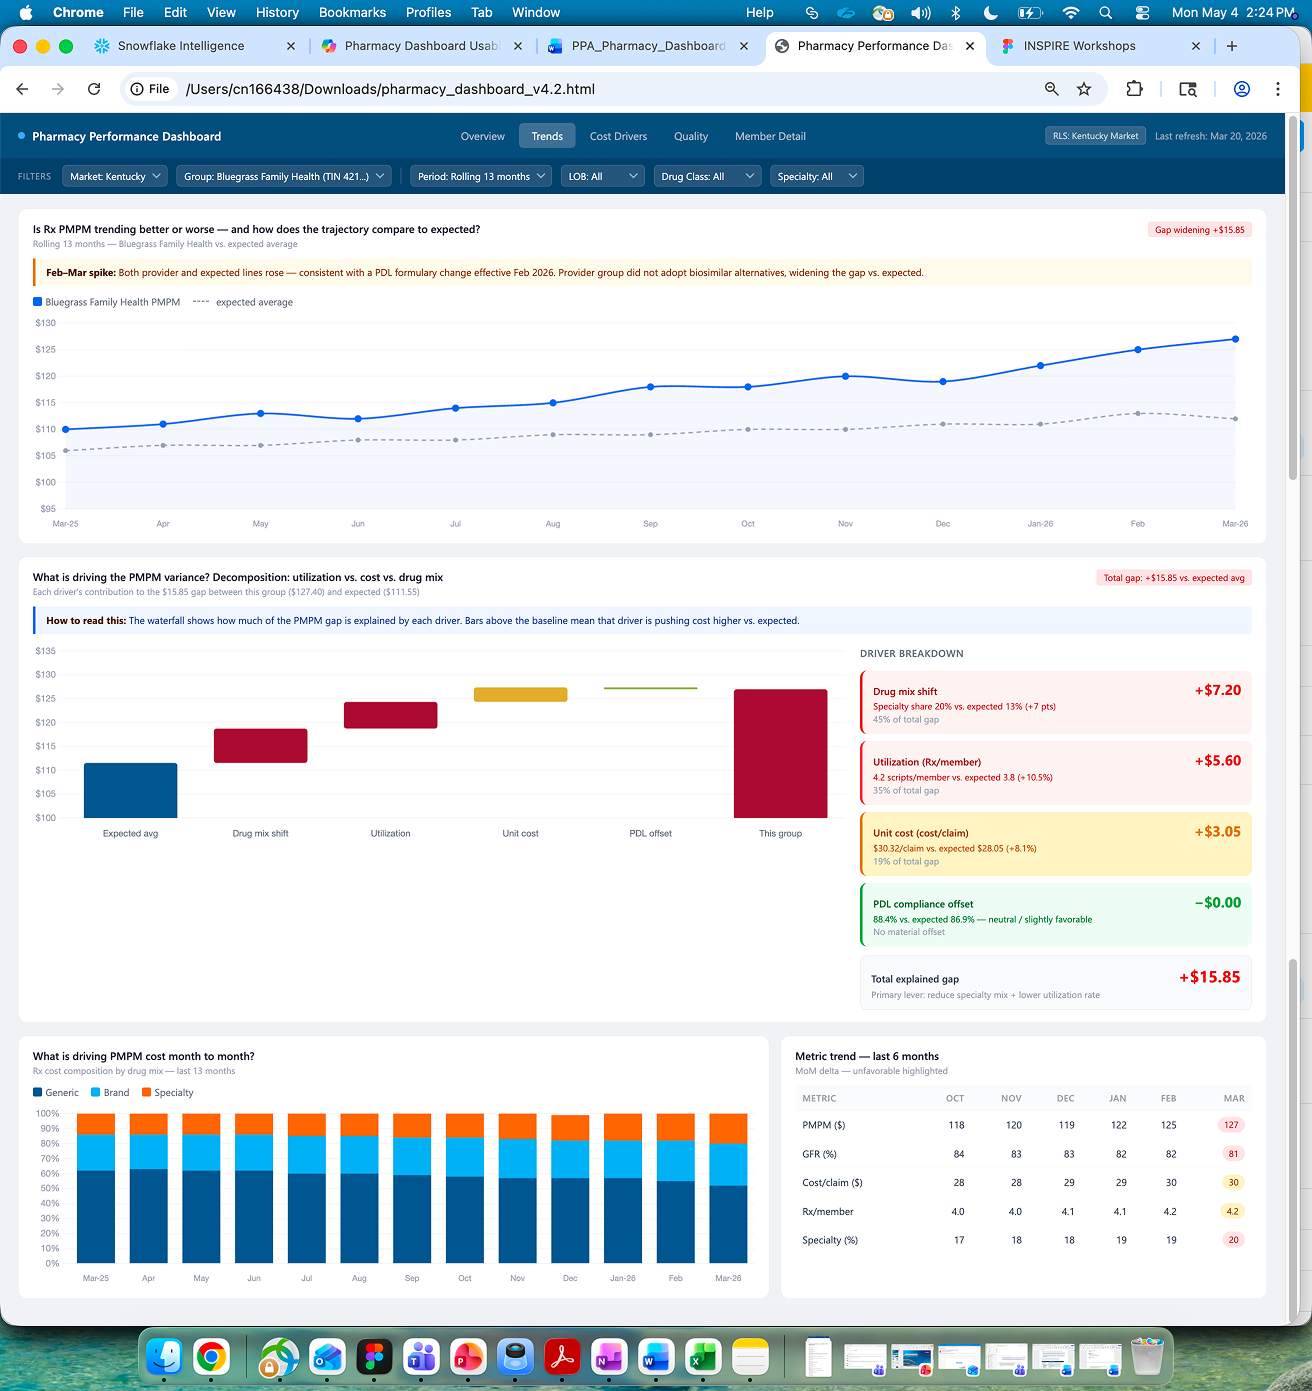 Chrome File Edit View History Bookmarks Profiles Tab Window Help Mon May 4 2:24 PM
Snowflake Intelligence
Pharmacy Dashboard Usab
PPA_Pharmacy_Dashboard
Pharmacy Performance Das
INSPIRE Workshops
File /Users/cn166438/Downloads/pharmacy_dashboard_v4.2.html
Pharmacy Performance Dashboard
Overview Trends Cost Drivers Quality Member Detail
RLS: Kentucky Market Last refresh: Mar 20, 2026
FILTERS Market: Kentucky Group: Bluegrass Family Health (TIN 421...) Period: Rolling 13 months LOB: All Drug Class: All Specialty: All
Is Rx PMPM trending better or worse — and how does the trajectory compare to expected?
Gap widening +$15.85
Rolling 13 months — Bluegrass Family Health vs. expected average
Feb–Mar spike: Both provider and expected lines rose — consistent with a PDL formulary change effective Feb 2026. Provider group did not adopt biosimilar alternatives, widening the gap vs. expected.
Bluegrass Family Health PMPM expected average
$130
$125
$120
$115
$110
$105
$100
$95
Mar-25 Apr May Jun Jul Aug Sep Oct Nov Dec Jan-26 Feb Mar-26
What is driving the PMPM variance? Decomposition: utilization vs. cost vs. drug mix
Total gap: +$15.85 vs. expected avg
Each driver's contribution to the $15.85 gap between this group ($127.40) and expected ($111.55)
How to read this: The waterfall shows how much of the PMPM gap is explained by each driver. Bars above the baseline mean that driver is pushing cost higher vs. expected.
$135
$130
$125
$120
$115
$110
$105
$100
Expected avg Drug mix shift Utilization Unit cost PDL offset This group
DRIVER BREAKDOWN
Drug mix shift +$7.20
Specialty share 20% vs. expected 13% (+7 pts)
45% of total gap
Utilization (Rx/member) +$5.60
4.2 scripts/member vs. expected 3.8 (+10.5%)
35% of total gap
Unit cost (cost/claim) +$3.05
$30.32/claim vs. expected $28.05 (+8.1%)
19% of total gap
PDL compliance offset −$0.00
88.4% vs. expected 86.9% — neutral / slightly favorable
No material offset
Total explained gap +$15.85
Primary lever: reduce specialty mix + lower utilization rate
What is driving PMPM cost month to month?
Rx cost composition by drug mix — last 13 months
Generic Brand Specialty
100%
90%
80%
70%
60%
50%
40%
30%
20%
10%
0%
Mar-25 Apr May Jun Jul Aug Sep Oct Nov Dec Jan-26 Feb Mar-26
Metric trend — last 6 months
MoM delta — unfavorable highlighted
METRIC OCT NOV DEC JAN FEB MAR
PMPM ($) 118 120 119 122 125 127
GFR (%) 84 83 83 82 82 81
Cost/claim ($) 28 28 29 29 30 30
Rx/member 4.0 4.0 4.1 4.1 4.2 4.2
Specialty (%) 17 18 18 19 19 20